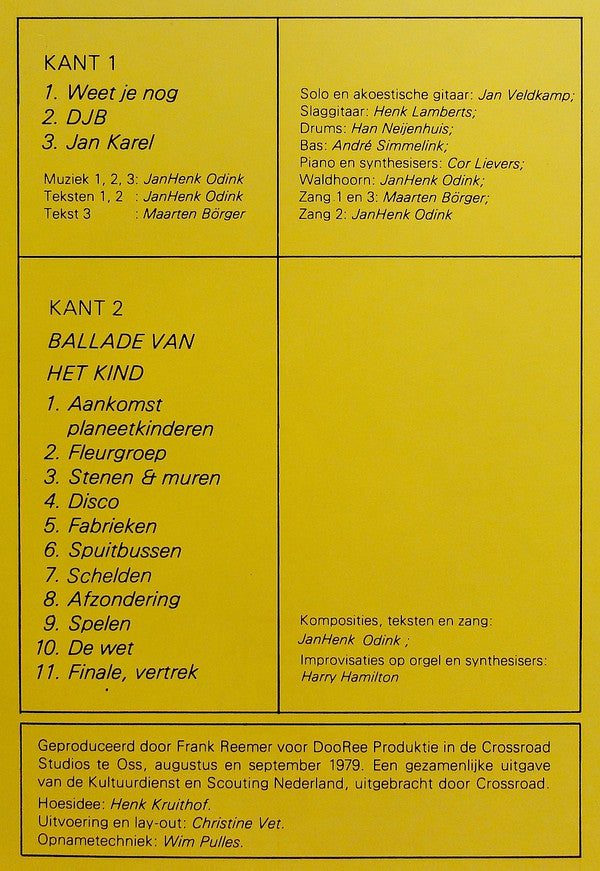 KANT 1
1. Weet je nog
2. DJB
3. Jan Karel
Muziek 1, 2, 3: JanHenk Odink
Teksten 1, 2 : JanHenk Odink
Tekst 3 : Maarten Börger
Solo en akoestische gitaar: Jan Veldkamp;
Slaggitaar: Henk Lamberts;
Drums: Han Neijenhuis;
Bas: André Simmelink;
Piano en synthesisers: Cor Lievers;
Waldhoorn: JanHenk Odink;
Zang 1 en 3: Maarten Börger;
Zang 2: JanHenk Odink
KANT 2
BALLADE VAN
HET KIND
1. Aankomst
planeetkinderen
2. Fleurgroep
3. Stenen & muren
4. Disco
5. Fabrieken
6. Spuitbussen
7. Schelden
8. Afzondering
9. Spelen
10. De wet
11. Finale, vertrek
Komposities, teksten en zang:
JanHenk Odink ;
Improvisaties op orgel en synthesisers:
Harry Hamilton
Geproduceerd door Frank Reemer voor DooRee Produktie in de Crossroad
Studios te Oss, augustus en september 1979. Een gezamenlijke uitgave
van de Kultuurdienst en Scouting Nederland, uitgebracht door Crossroad.
Hoesidee: Henk Kruithof.
Uitvoering en lay-out: Christine Vet.
Opnametechniek: Wim Pulles.